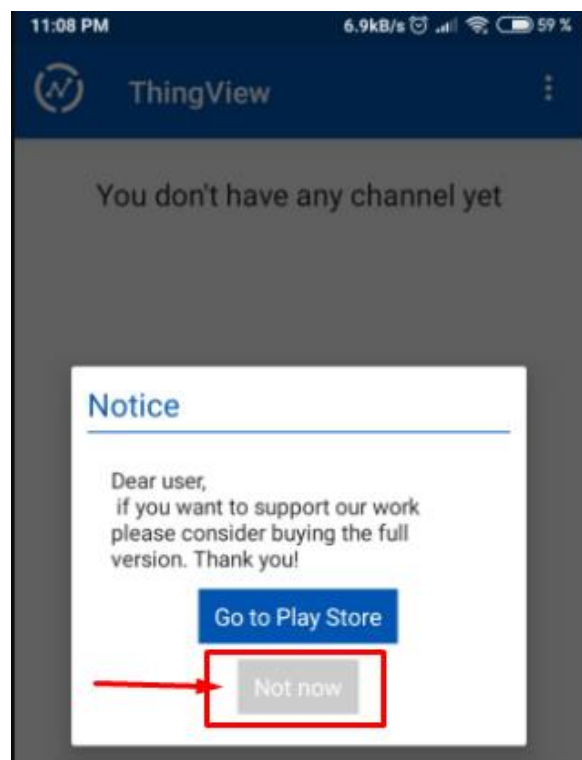 11:08 PM 6.9kB/s 59 %
ThingView
You don't have any channel yet
Notice
Dear user,
if you want to support our work
please consider buying the full
version. Thank you!
Go to Play Store
Not now